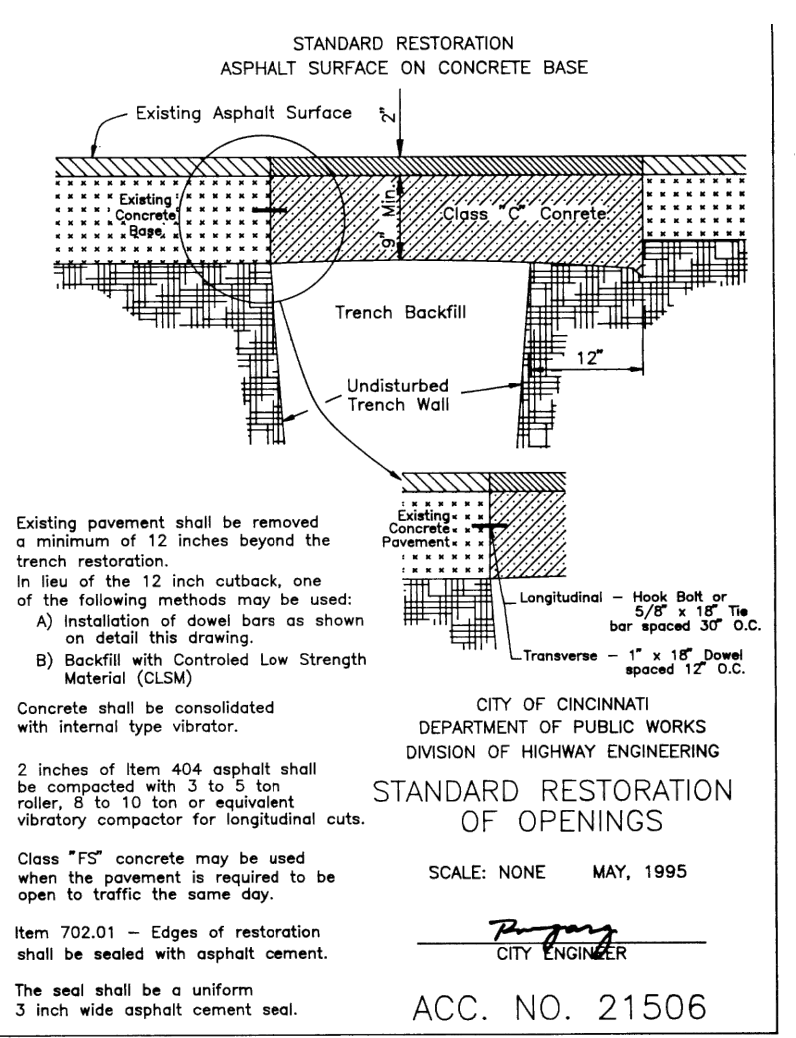 STANDARD RESTORATION
ASPHALT SURFACE ON CONCRETE BASE
Existing Asphalt Surface
2"
Existing
Concrete
Base
9" Min.
Class "C" Conrete
Trench Backfill
12"
Undisturbed
Trench Wall
Existing
Concrete
Pavement
Longitudinal – Hook Bolt or
5/8" x 18" Tie
bar spaced 30" O.C.
Transverse – 1" x 18" Dowel
spaced 12" O.C.
Existing pavement shall be removed
a minimum of 12 inches beyond the
trench restoration.
In lieu of the 12 inch cutback, one
of the following methods may be used:
A) Installation of dowel bars as shown
on detail this drawing.
B) Backfill with Controled Low Strength
Material (CLSM)
Concrete shall be consolidated
with internal type vibrator.
2 inches of Item 404 asphalt shall
be compacted with 3 to 5 ton
roller, 8 to 10 ton or equivalent
vibratory compactor for longitudinal cuts.
Class "FS" concrete may be used
when the pavement is required to be
open to traffic the same day.
Item 702.01 – Edges of restoration
shall be sealed with asphalt cement.
The seal shall be a uniform
3 inch wide asphalt cement seal.
CITY OF CINCINNATI
DEPARTMENT OF PUBLIC WORKS
DIVISION OF HIGHWAY ENGINEERING
STANDARD RESTORATION
OF OPENINGS
SCALE: NONE MAY, 1995
CITY ENGINEER
ACC. NO. 21506